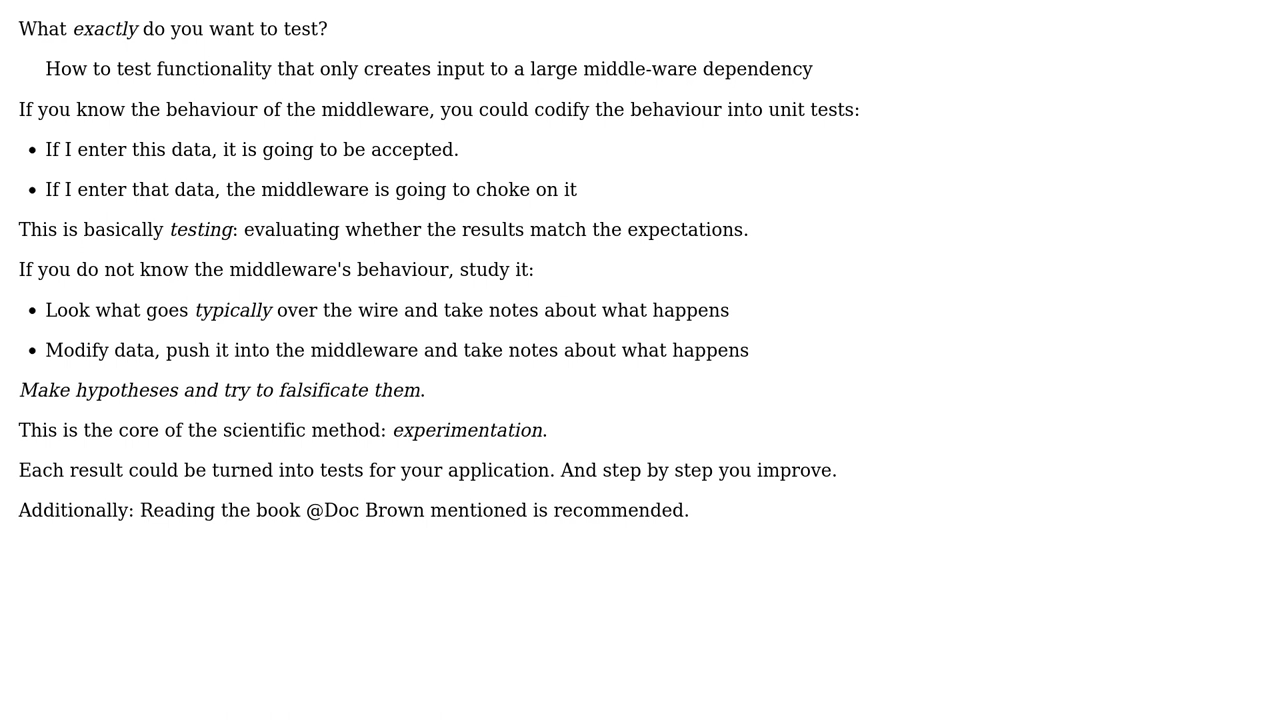 What exactly do you want to test?
How to test functionality that only creates input to a large middle-ware dependency
If you know the behaviour of the middleware, you could codify the behaviour into unit tests:
• If I enter this data, it is going to be accepted.
• If I enter that data, the middleware is going to choke on it
This is basically testing: evaluating whether the results match the expectations.
If you do not know the middleware's behaviour, study it:
• Look what goes typically over the wire and take notes about what happens
• Modify data, push it into the middleware and take notes about what happens
Make hypotheses and try to falsificate them.
This is the core of the scientific method: experimentation.
Each result could be turned into tests for your application. And step by step you improve.
Additionally: Reading the book @Doc Brown mentioned is recommended.